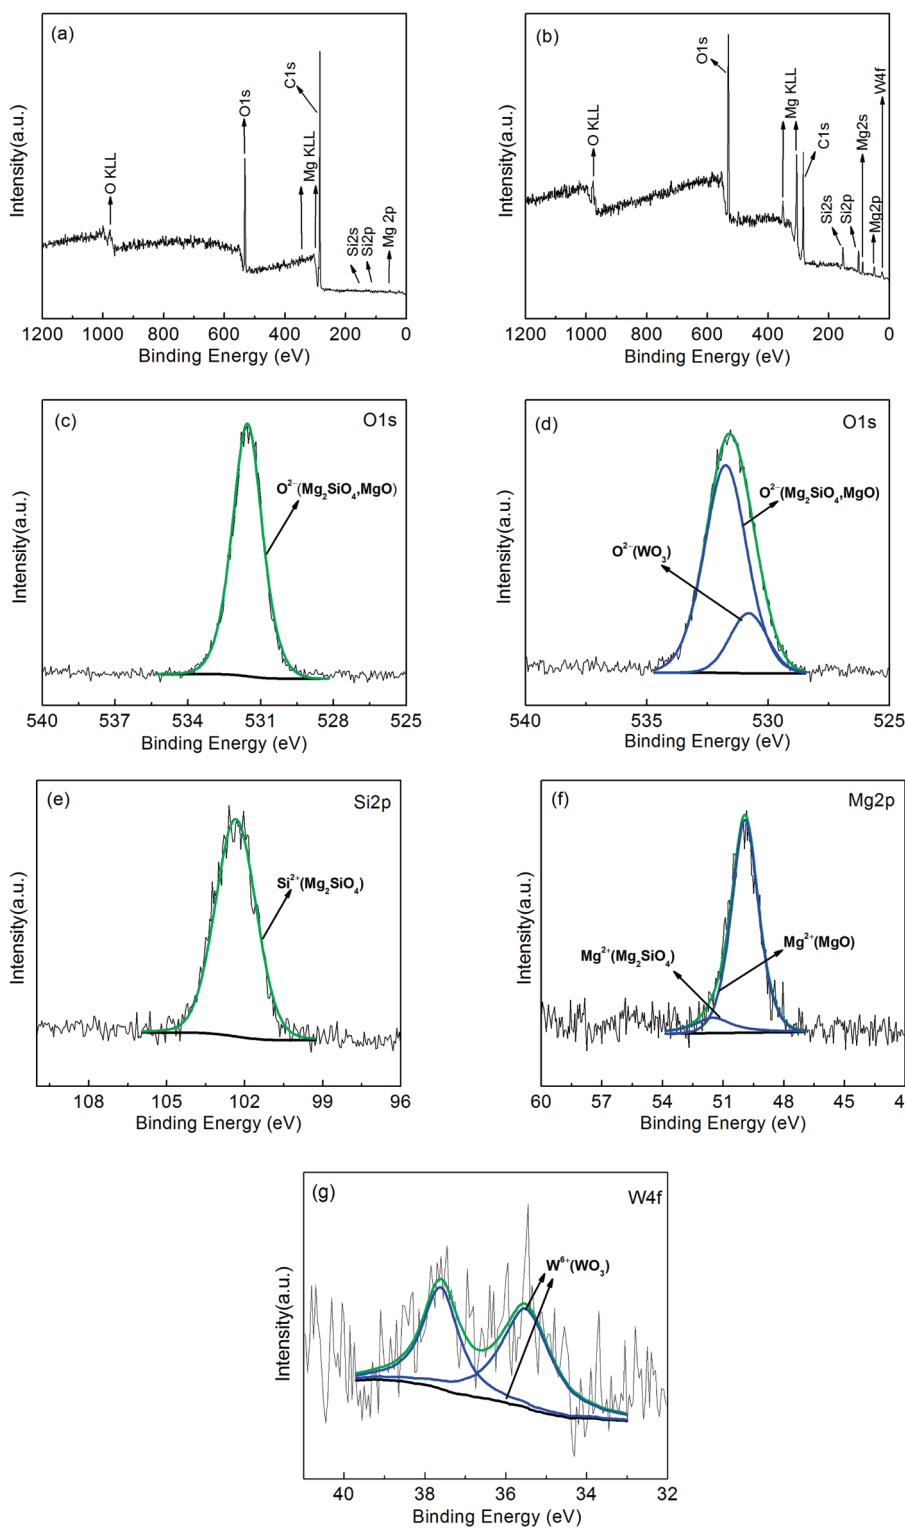 (a)
O KLL
O1s
C1s
Mg KLL
Si2s
Si2p
Mg 2p
Intensity(a.u.)
1200 1000 800 600 400 200 0
Binding Energy (eV)
(b)
O KLL
O1s
Mg KLL
C1s
Si2s
Si2p
Mg2s
Mg2p
W4f
Intensity(a.u.)
1200 1000 800 600 400 200 0
Binding Energy (eV)
(c)
O1s
O²⁻(Mg₂SiO₄,MgO)
Intensity(a.u.)
540 537 534 531 528 525
Binding Energy (eV)
(d)
O1s
O²⁻(Mg₂SiO₄,MgO)
O²⁻(WO₃)
Intensity(a.u.)
540 535 530 525
Binding Energy (eV)
(e)
Si2p
Si²⁺(Mg₂SiO₄)
Intensity(a.u.)
108 105 102 99 96
Binding Energy (eV)
(f)
Mg2p
Mg²⁺(Mg₂SiO₄)
Mg²⁺(MgO)
Intensity(a.u.)
60 57 54 51 48 45 4
Binding Energy (eV)
(g)
W4f
W⁶⁺(WO₃)
Intensity(a.u.)
40 38 36 34 32
Binding Energy (eV)